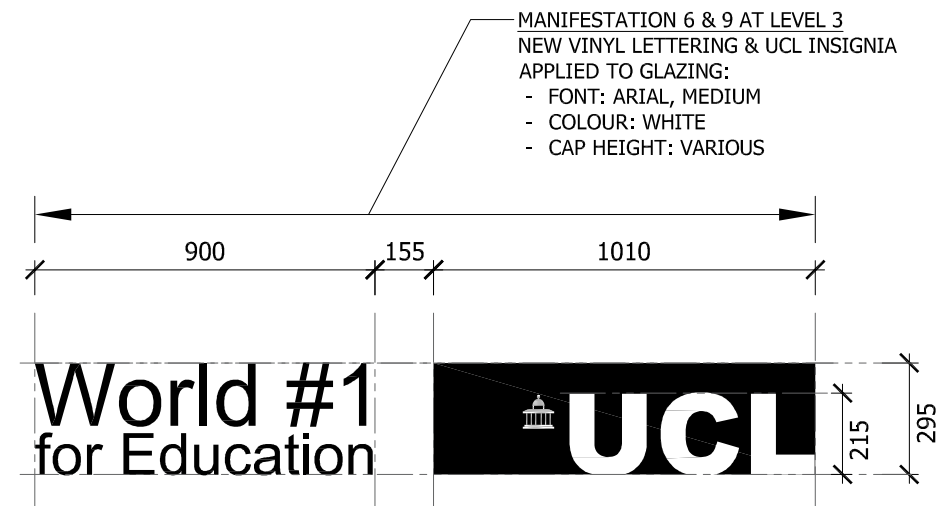 MANIFESTATION 6 & 9 AT LEVEL 3
NEW VINYL LETTERING & UCL INSIGNIA
APPLIED TO GLAZING:
- FONT: ARIAL, MEDIUM
- COLOUR: WHITE
- CAP HEIGHT: VARIOUS
900
155
1010
World #1
for Education
UCL
215
295